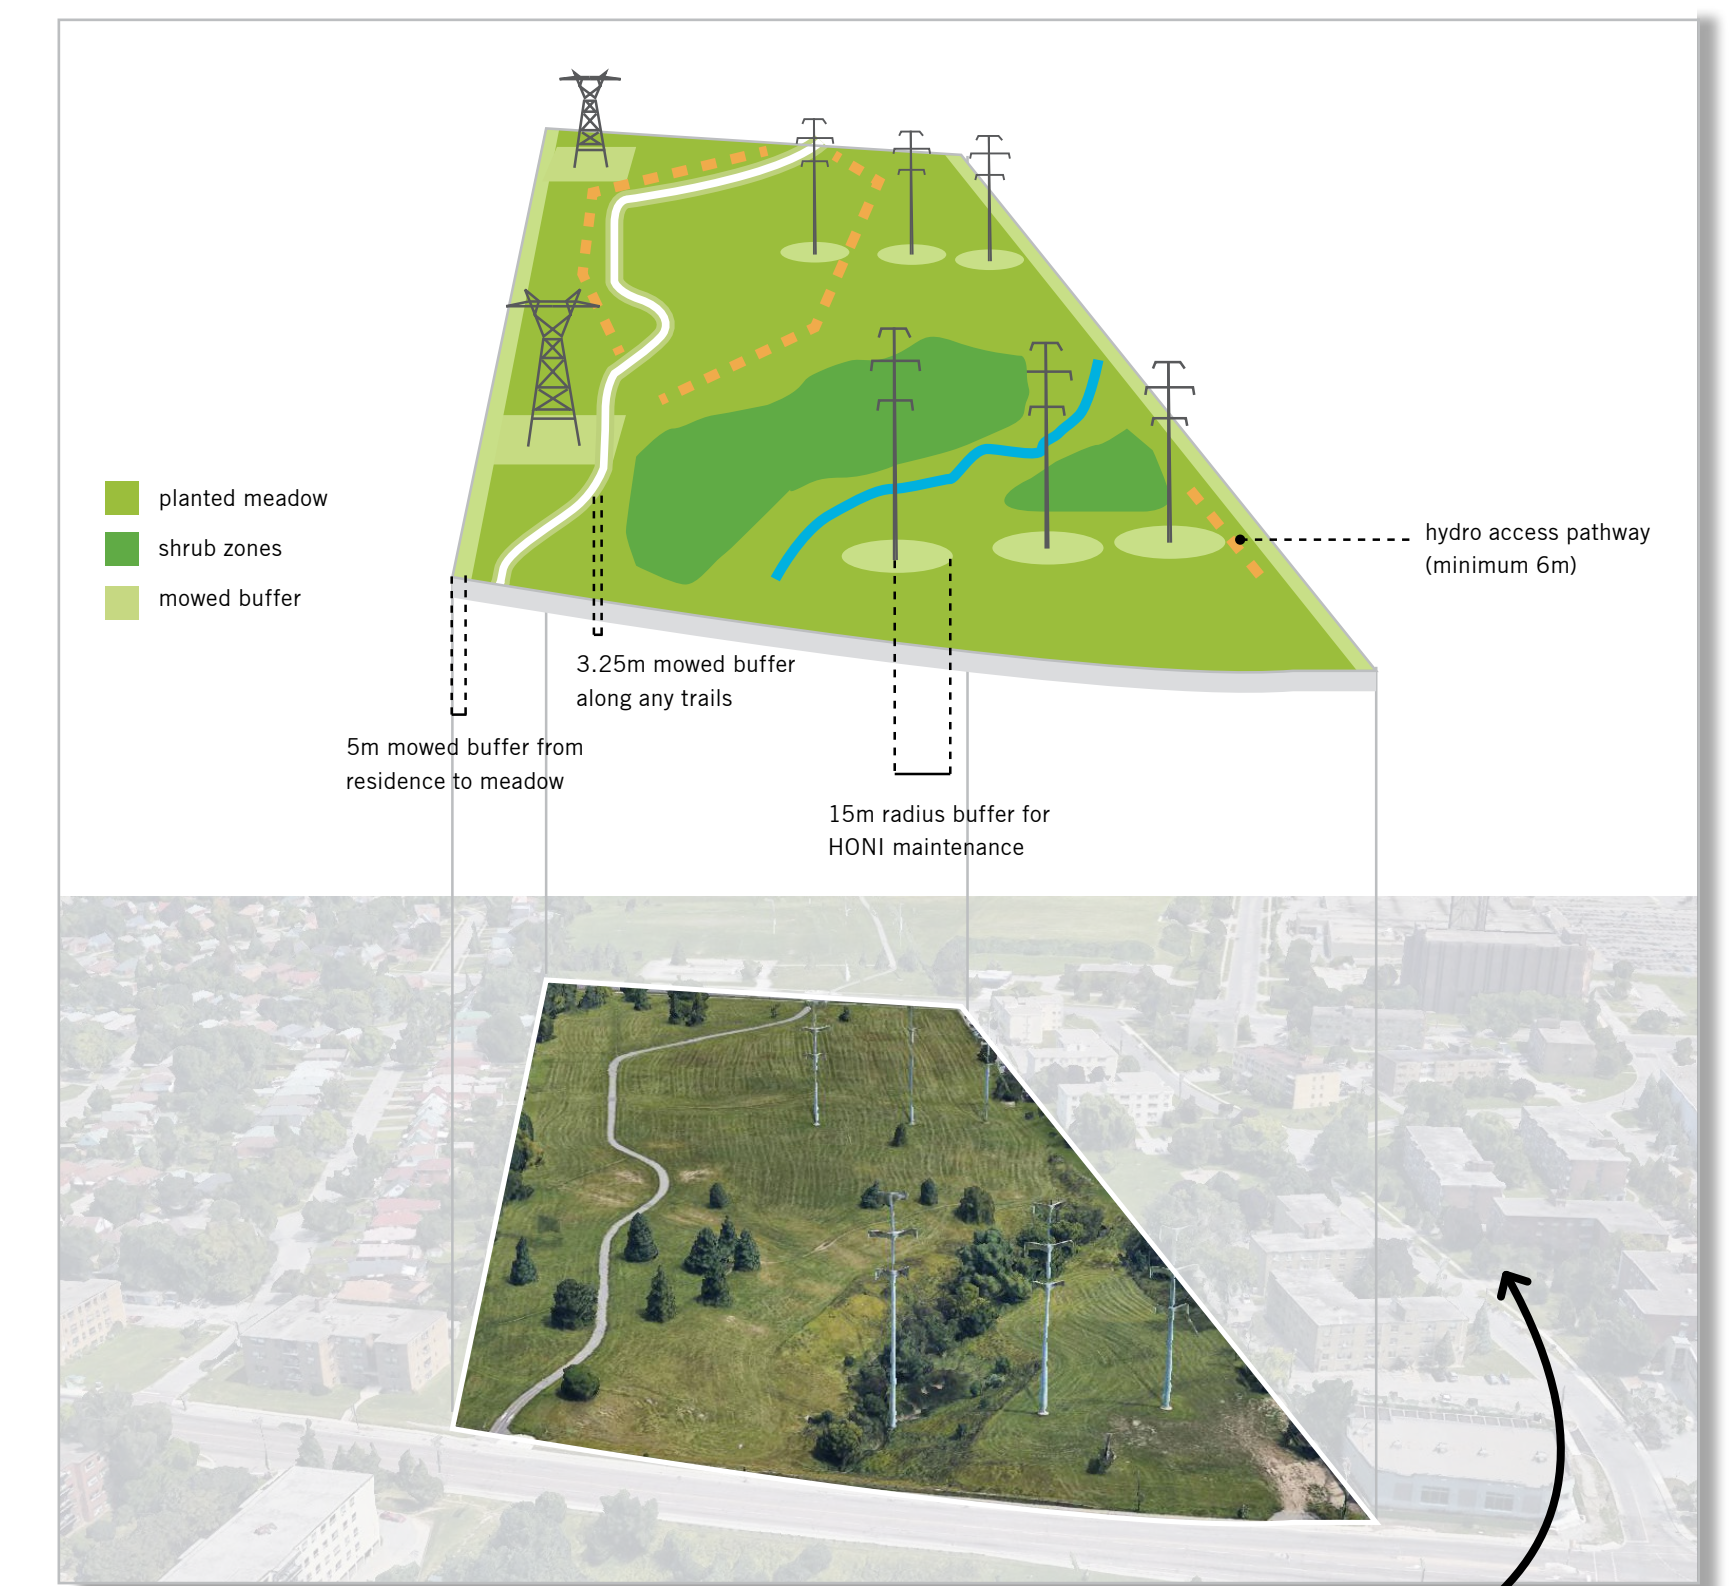 planted meadow
shrub zones
mowed buffer
hydro access pathway
(minimum 6m)
3.25m mowed buffer
along any trails
5m mowed buffer from
residence to meadow
15m radius buffer for
HONI maintenance